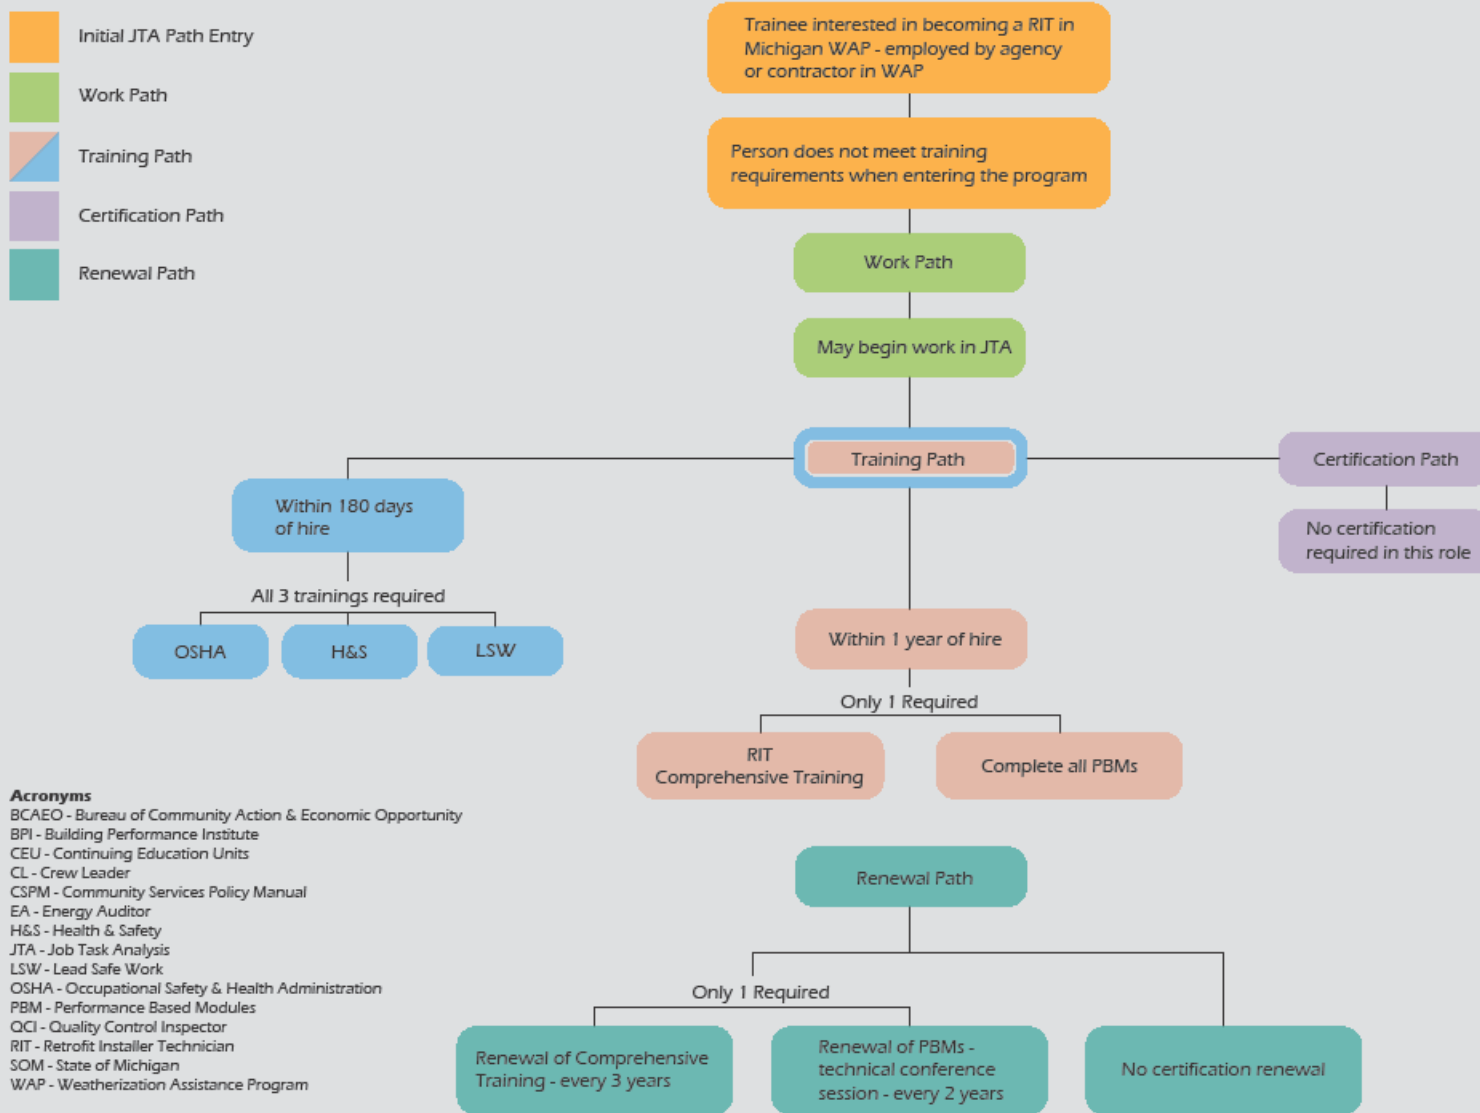 Initial JTA Path Entry
Work Path
Training Path
Certification Path
Renewal Path
Trainee interested in becoming a RIT in
Michigan WAP - employed by agency
or contractor in WAP
Person does not meet training
requirements when entering the program
Work Path
May begin work in JTA
Training Path
Certification Path
No certification
required in this role
Within 180 days
of hire
All 3 trainings required
OSHA
H&S
LSW
Within 1 year of hire
Only 1 Required
RIT
Comprehensive Training
Complete all PBMs
Acronyms
BCAEO - Bureau of Community Action & Economic Opportunity
BPI - Building Performance Institute
CEU - Continuing Education Units
CL - Crew Leader
CSPM - Community Services Policy Manual
EA - Energy Auditor
H&S - Health & Safety
JTA - Job Task Analysis
LSW - Lead Safe Work
OSHA - Occupational Safety & Health Administration
PBM - Performance Based Modules
QCI - Quality Control Inspector
RIT - Retrofit Installer Technician
SOM - State of Michigan
WAP - Weatherization Assistance Program
Renewal Path
Only 1 Required
Renewal of Comprehensive
Training - every 3 years
Renewal of PBMs -
technical conference
session - every 2 years
No certification renewal